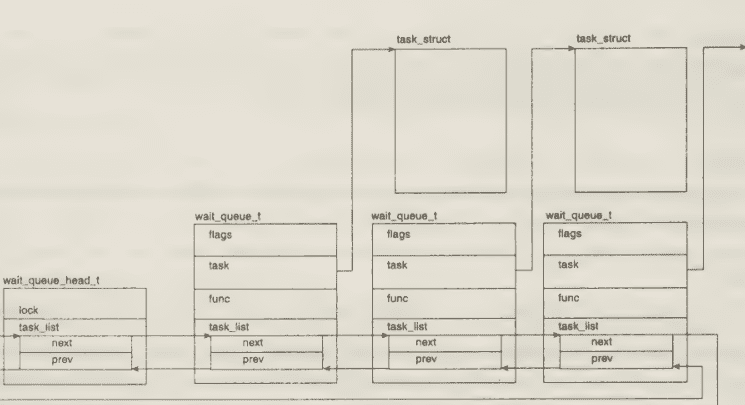 task_struct
task_struct
wait_queue_t
flags
task
func
task_list
next
prev
wait_queue_t
flags
task
func
task_list
next
prev
wait_queue_t
flags
task
func
task_list
next
prev
wait_queue_head_t
lock
task_list
next
prev